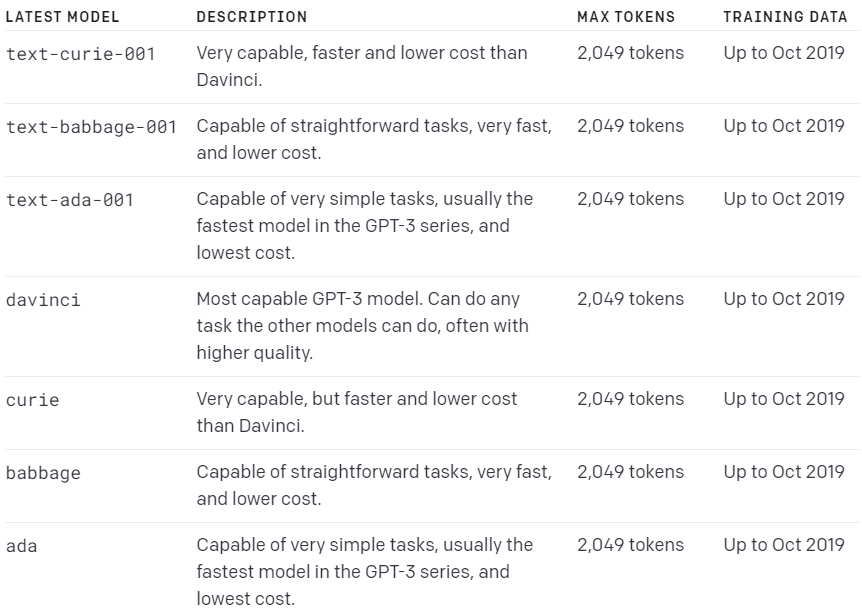 LATEST MODEL DESCRIPTION MAX TOKENS TRAINING DATA
text-curie-001 Very capable, faster and lower cost than 2,049 tokens Up to Oct 2019
Davinci.
text-babbage-001 Capable of straightforward tasks, very fast, 2,049 tokens Up to Oct 2019
and lower cost.
text-ada-001 Capable of very simple tasks, usually the 2,049 tokens Up to Oct 2019
fastest model in the GPT-3 series, and
lowest cost.
davinci Most capable GPT-3 model. Can do any 2,049 tokens Up to Oct 2019
task the other models can do, often with
higher quality.
curie Very capable, but faster and lower cost 2,049 tokens Up to Oct 2019
than Davinci.
babbage Capable of straightforward tasks, very fast, 2,049 tokens Up to Oct 2019
and lower cost.
ada Capable of very simple tasks, usually the 2,049 tokens Up to Oct 2019
fastest model in the GPT-3 series, and
lowest cost.